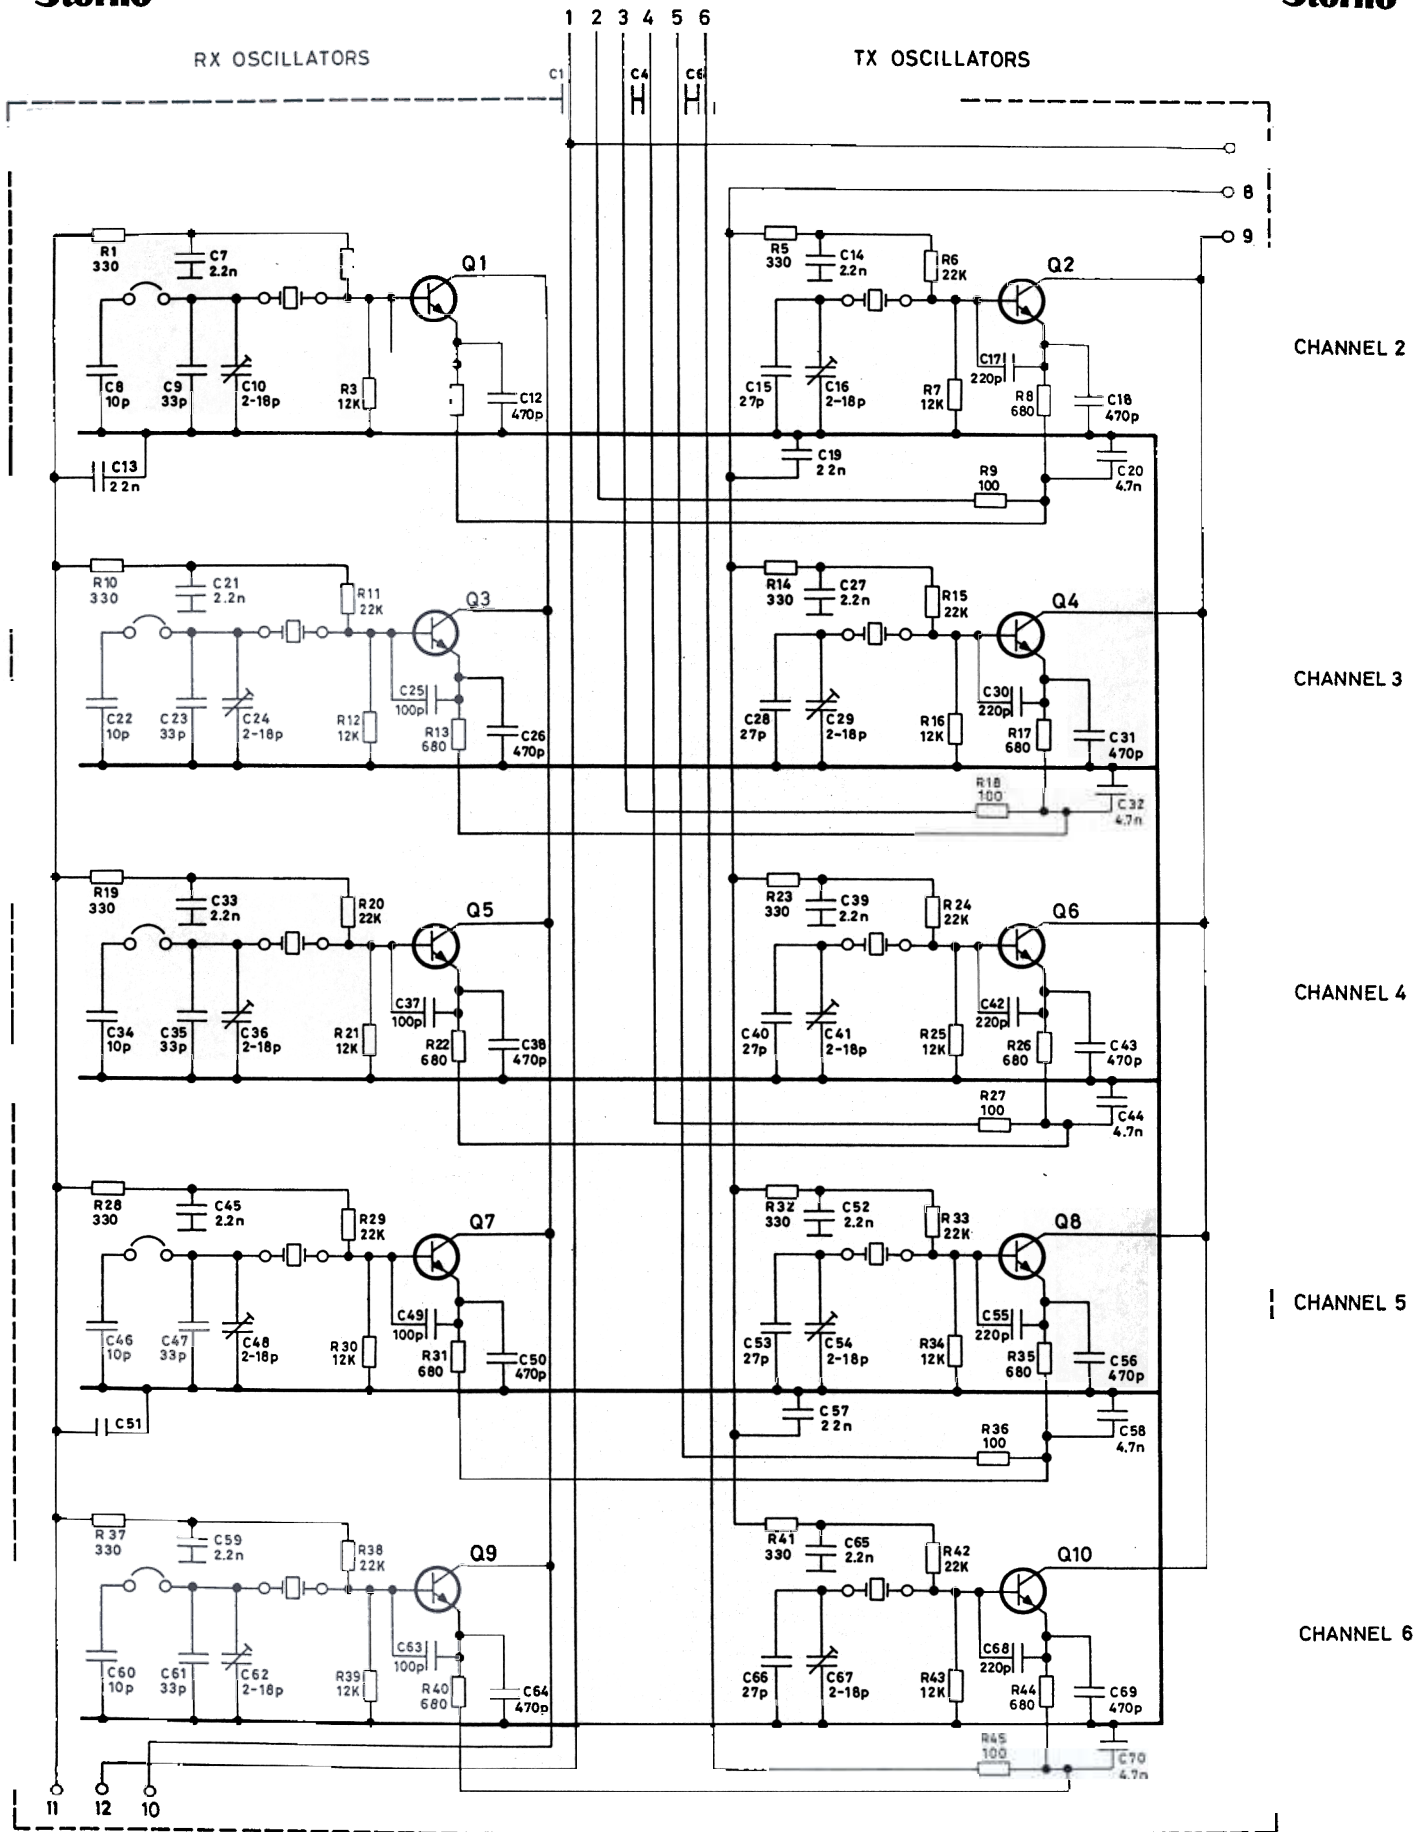 Storno
Storno
1 2 3 4 5 6
RX OSCILLATORS
TX OSCILLATORS
C1
C4
C6
8
9
R1
330
C7
2.2n
Q1
C8
10p
C9
33p
C10
2-18p
R3
12K
C12
470p
C13
22n
R5
330
C14
2.2n
R6
22K
Q2
C15
27p
C16
2-18p
R7
12K
C17
220p
R8
680
C18
470p
C19
22n
R9
100
C20
4.7n
CHANNEL 2
R10
330
C21
2.2n
R11
22K
Q3
C22
10p
C23
33p
C24
2-18p
R12
12K
C25
100p
R13
680
C26
470p
R14
330
C27
2.2n
R15
22K
Q4
C28
27p
C29
2-18p
R16
12K
C30
220p
R17
680
C31
470p
R18
100
C32
4.7n
CHANNEL 3
R19
330
C33
2.2n
R20
22K
Q5
C34
10p
C35
33p
C36
2-18p
R21
12K
C37
100p
R22
680
C38
470p
R23
330
C39
2.2n
R24
22K
Q6
C40
27p
C41
2-18p
R25
12K
C42
220p
R26
680
C43
470p
R27
100
C44
4.7n
CHANNEL 4
R28
330
C45
2.2n
R29
22K
Q7
C46
10p
C47
33p
C48
2-18p
R30
12K
C49
100p
R31
680
C50
470p
C51
R32
330
C52
2.2n
R33
22K
Q8
C53
27p
C54
2-18p
R34
12K
C55
220p
R35
680
C56
470p
C57
22n
R36
100
C58
4.7n
CHANNEL 5
R37
330
C59
2.2n
R38
22K
Q9
C60
10p
C61
33p
C62
2-18p
R39
12K
C63
100p
R40
680
C64
470p
R41
330
C65
2.2n
R42
22K
Q10
C66
27p
C67
2-18p
R43
12K
C68
220p
R44
680
C69
470p
R45
100
C70
4.7n
CHANNEL 6
11 12 10